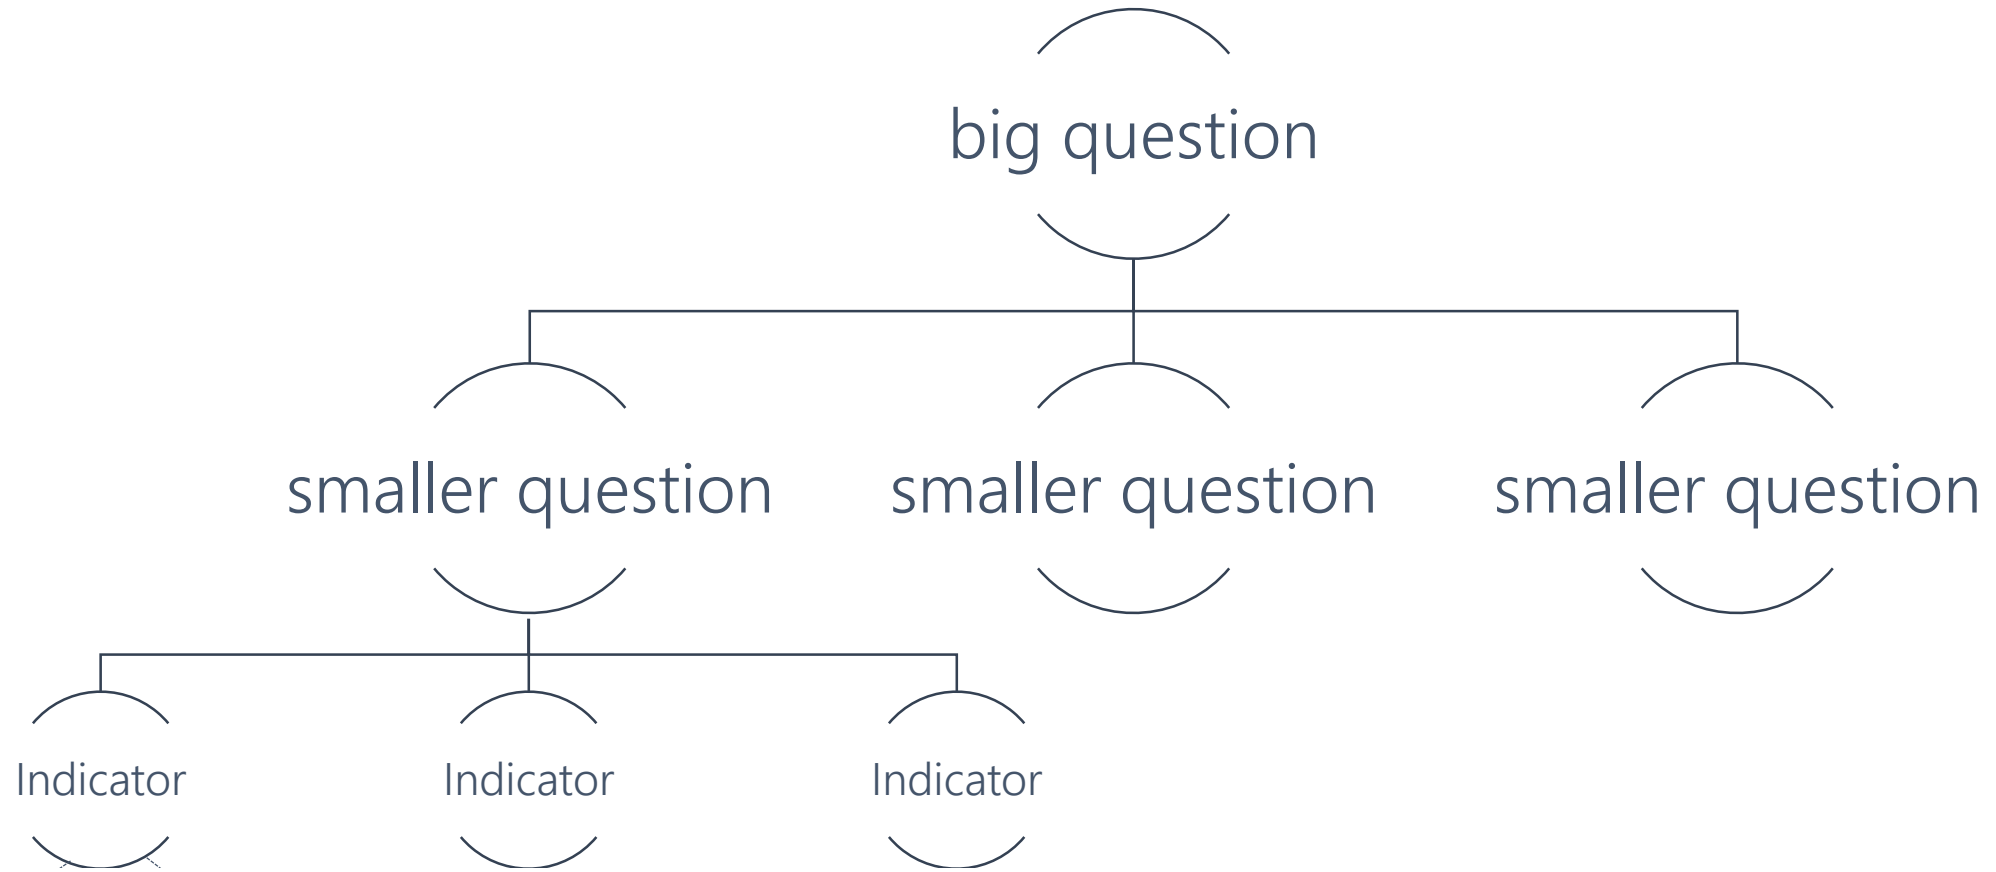 big question
smaller question
smaller question
smaller question
Indicator
Indicator
Indicator